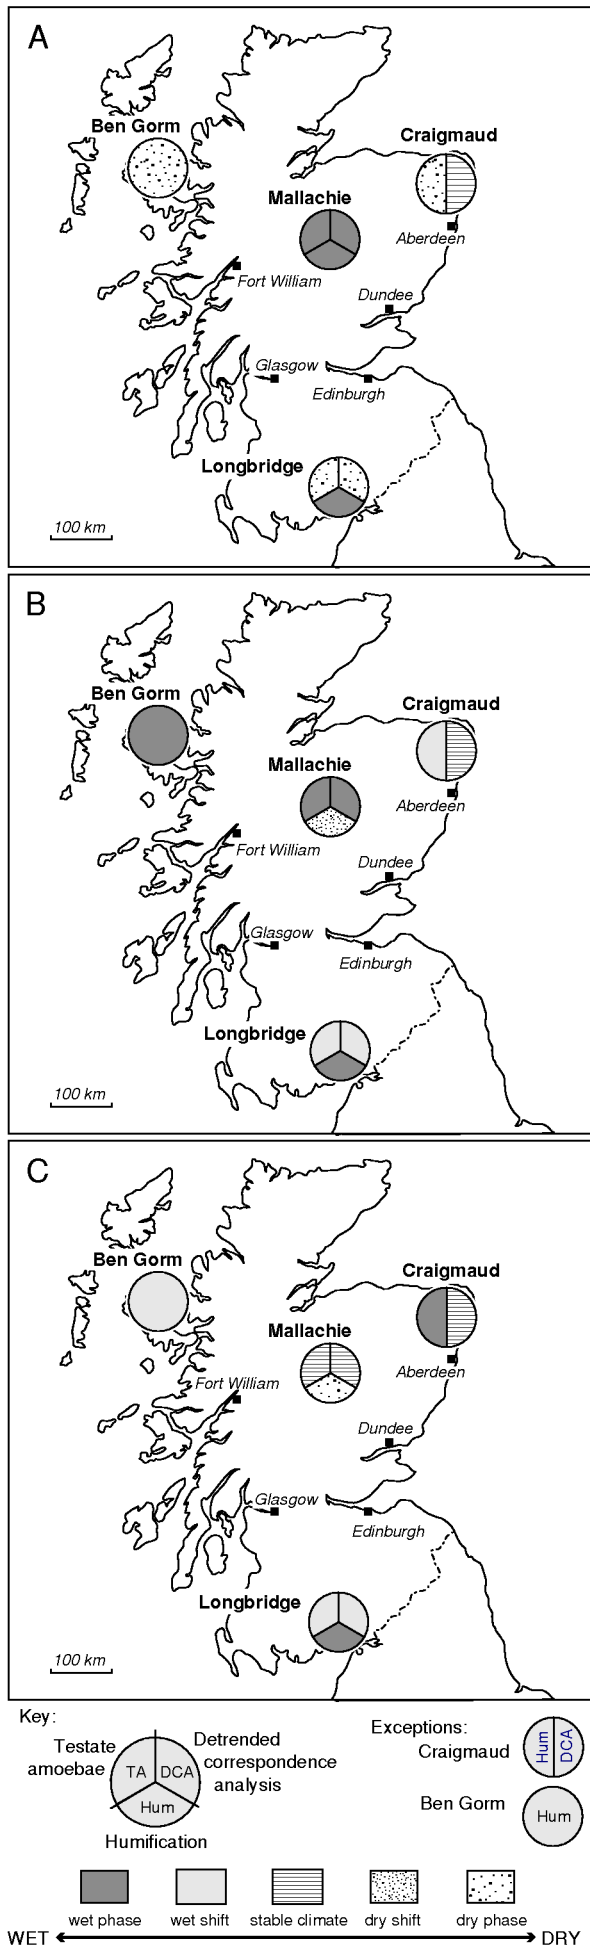 A
Ben Gorm
Craigmaud
Mallachie
Aberdeen
Fort William
Dundee
Glasgow
Edinburgh
Longbridge
100 km
B
Ben Gorm
Craigmaud
Mallachie
Aberdeen
Fort William
Dundee
Glasgow
Edinburgh
Longbridge
100 km
C
Ben Gorm
Craigmaud
Mallachie
Aberdeen
Fort William
Dundee
Glasgow
Edinburgh
Longbridge
100 km
Key:
Testate
amoebae
TA
DCA
Hum
Detrended
correspondence
analysis
Humification
Exceptions:
Craigmaud
Hum
DCA
Ben Gorm
Hum
wet phase
wet shift
stable climate
dry shift
dry phase
WET
DRY